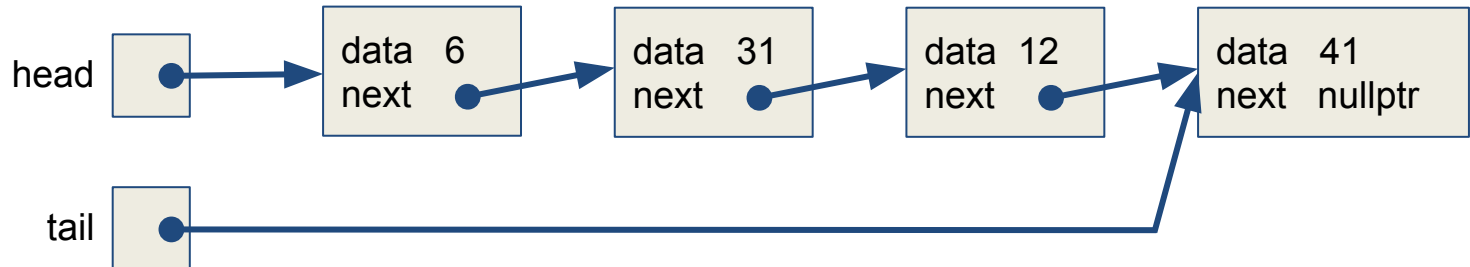 head
data 6
next
data 31
next
data 12
next
data 41
next nullptr
tail